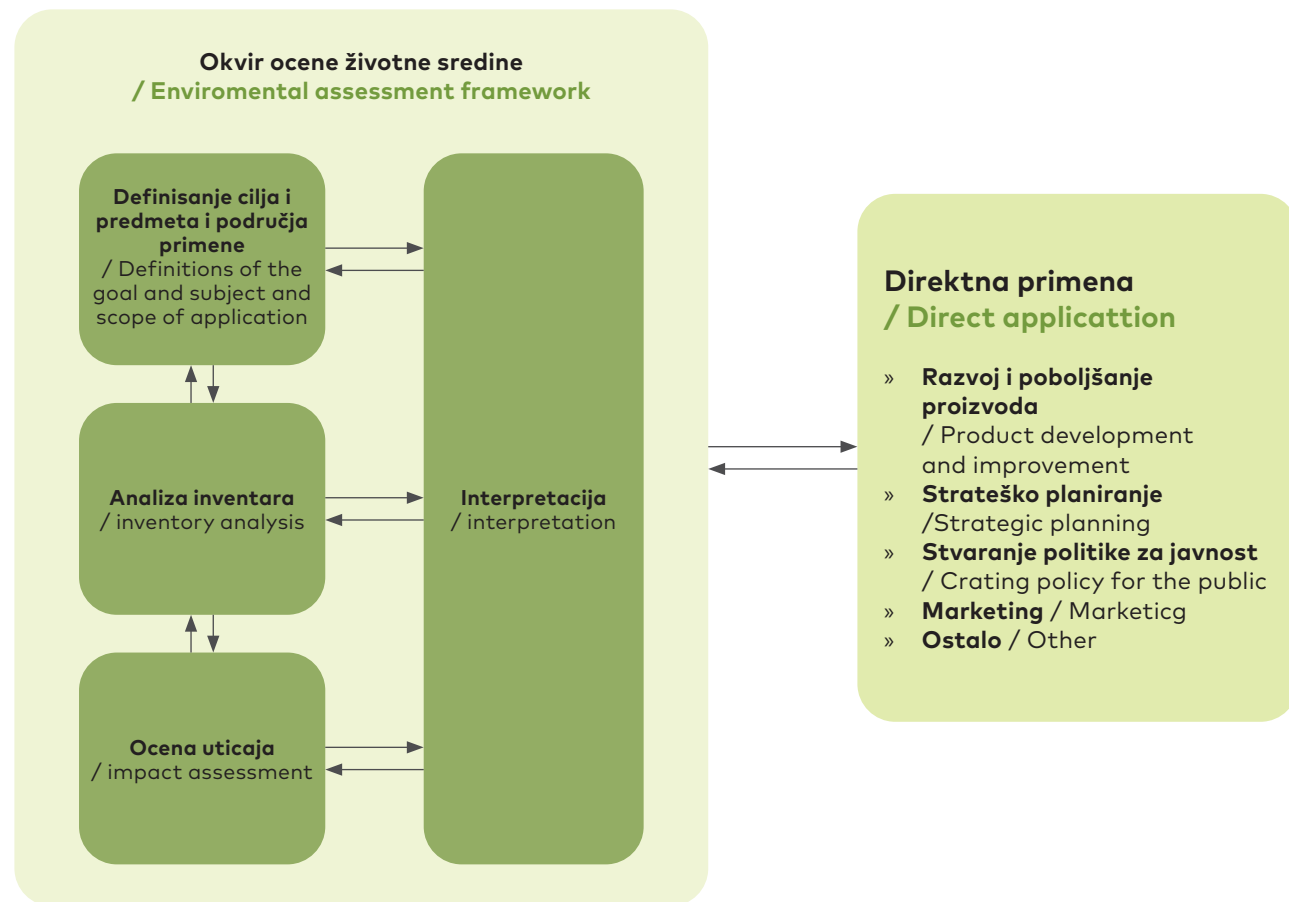 Okvir ocene životne sredine
/ Enviromental assessment framework
Definisanje cilja i
predmeta i područja
primene
/ Definitions of the
goal and subject and
scope of application
Analiza inventara
/ inventory analysis
Ocena uticaja
/ impact assessment
Interpretacija
/ interpretation
Direktna primena
/ Direct applicattion
» Razvoj i poboljšanje
proizvoda
/ Product development
and improvement
» Strateško planiranje
/Strategic planning
» Stvaranje politike za javnost
/ Crating policy for the public
» Marketing / Marketicg
» Ostalo / Other